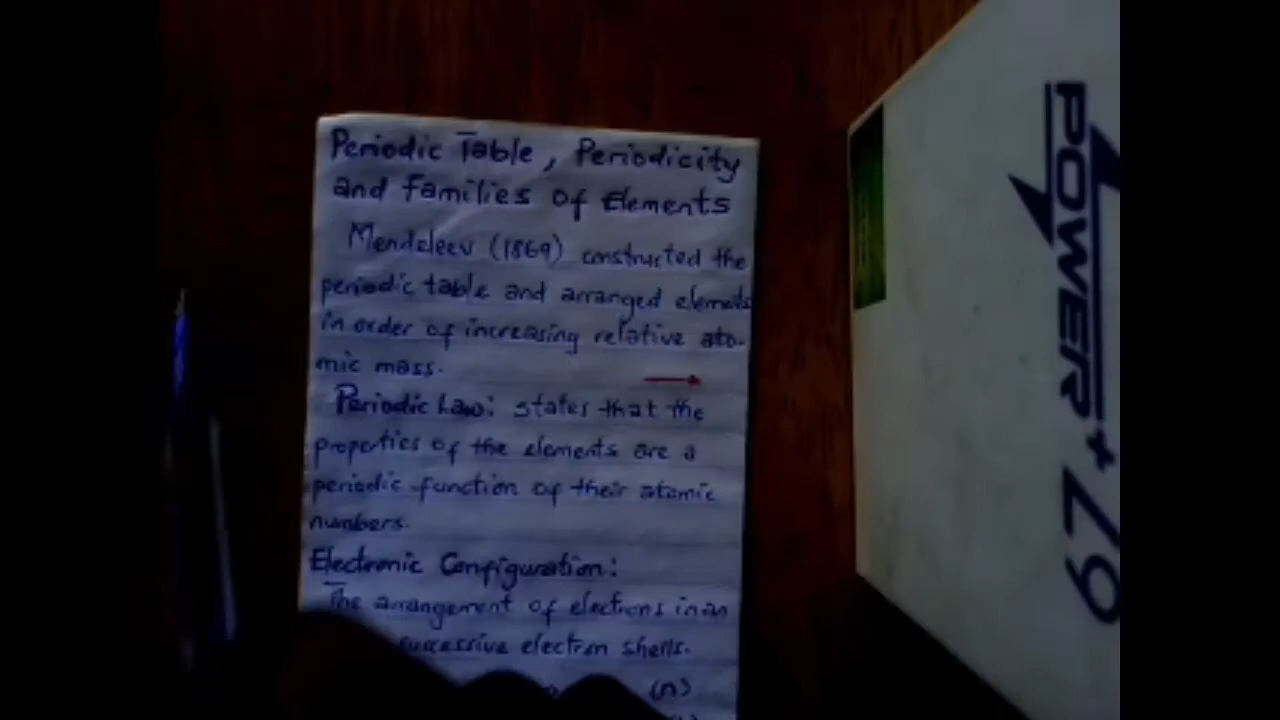 Periodic Table, Periodicity
and families of Elements
Mendeleev (1869) constructed the
periodic table and arranged elements
in order of increasing relative ato-
mic mass.
Periodic Law: states that the
properties of the elements are a
periodic function of their atomic
numbers.
Electronic Configuration:
The arrangement of electrons in an
successive electron shells.
(n)
POWER+ Z9